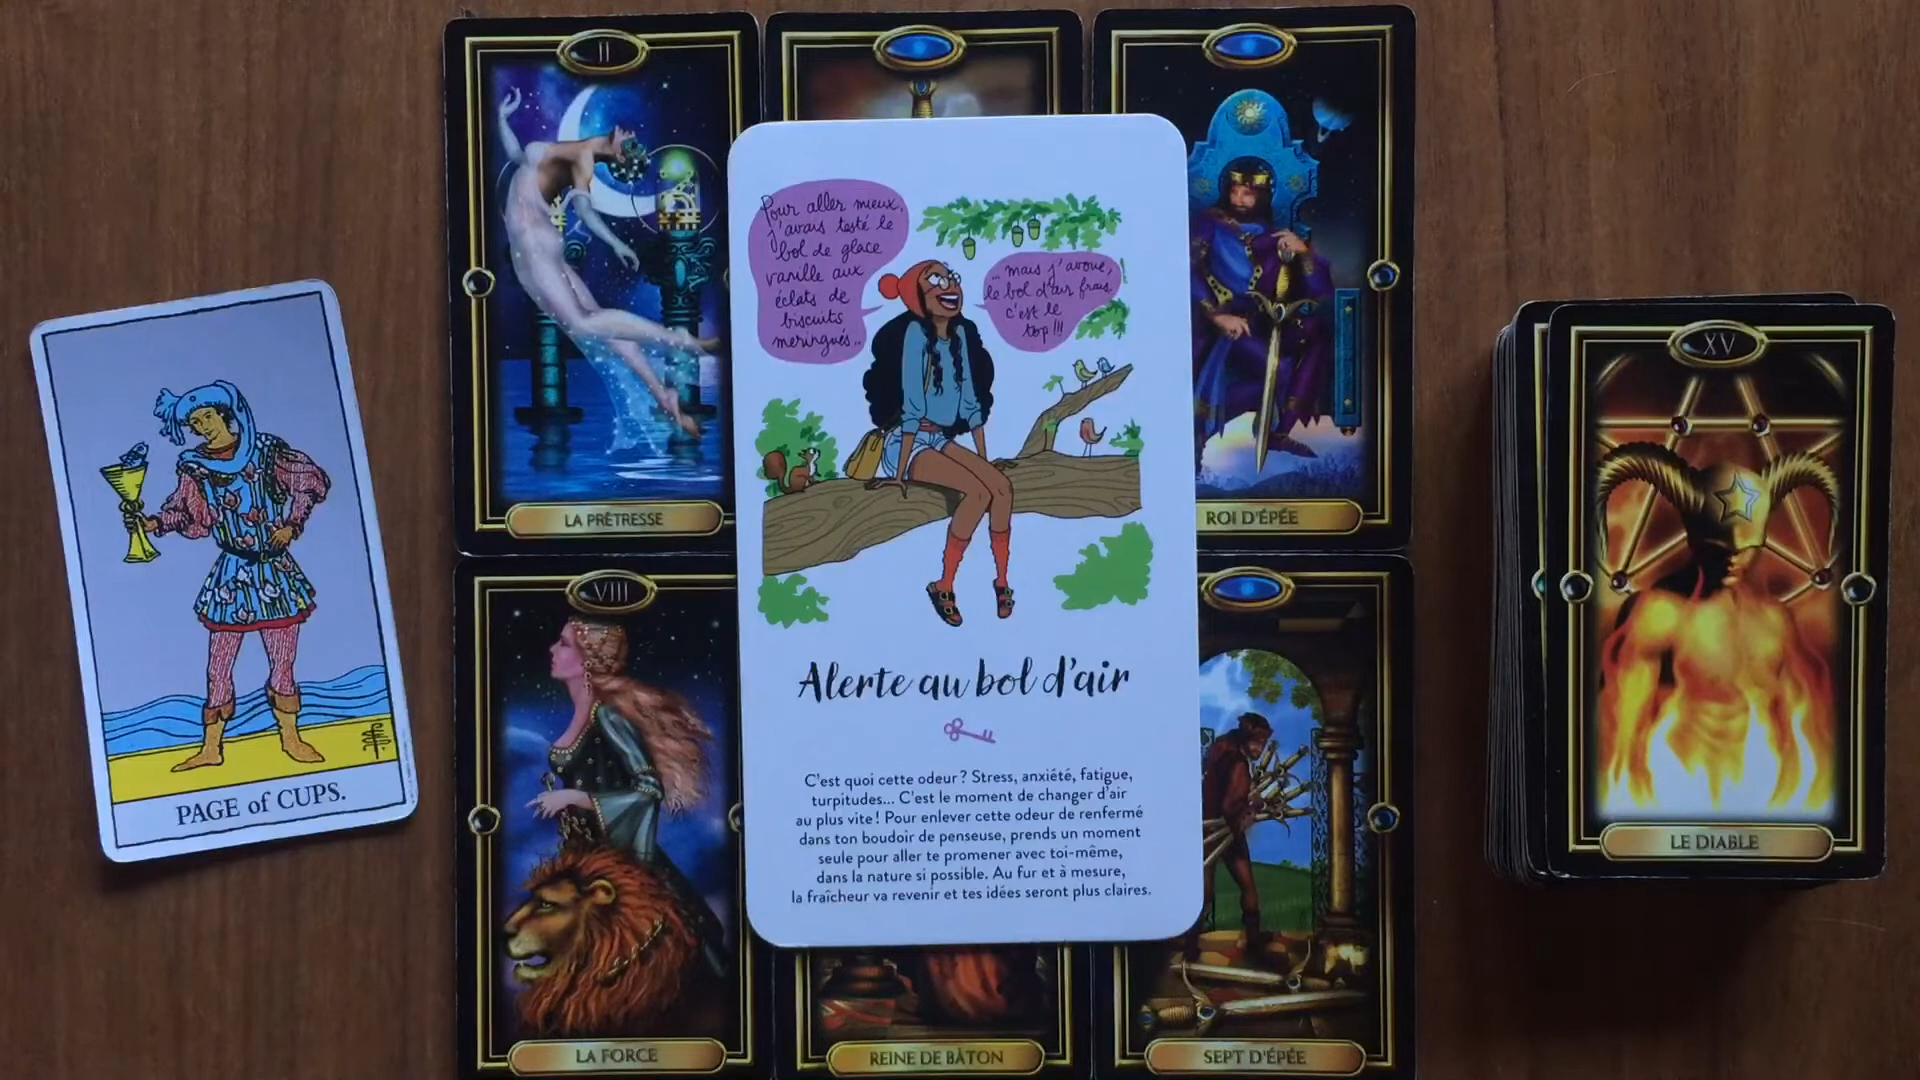 II
LA PRÊTRESSE
ROI D'ÉPÉE
Pour aller mieux,
j'avais testé le
bol de glace
vanille aux
éclats de
biscuits
meringués..
... mais j'avoue,
le bol d'air frais
c'est le
top !!!
Alerte au bol d'air
C'est quoi cette odeur ? Stress, anxiété, fatigue,
turpitudes... C'est le moment de changer d'air
au plus vite ! Pour enlever cette odeur de renfermé
dans ton boudoir de penseuse, prends un moment
seule pour aller te promener avec toi-même,
dans la nature si possible. Au fur et à mesure,
la fraîcheur va revenir et tes idées seront plus claires.
PAGE of CUPS.
VIII
LA FORCE
REINE DE BÂTON
SEPT D'ÉPÉE
XV
LE DIABLE